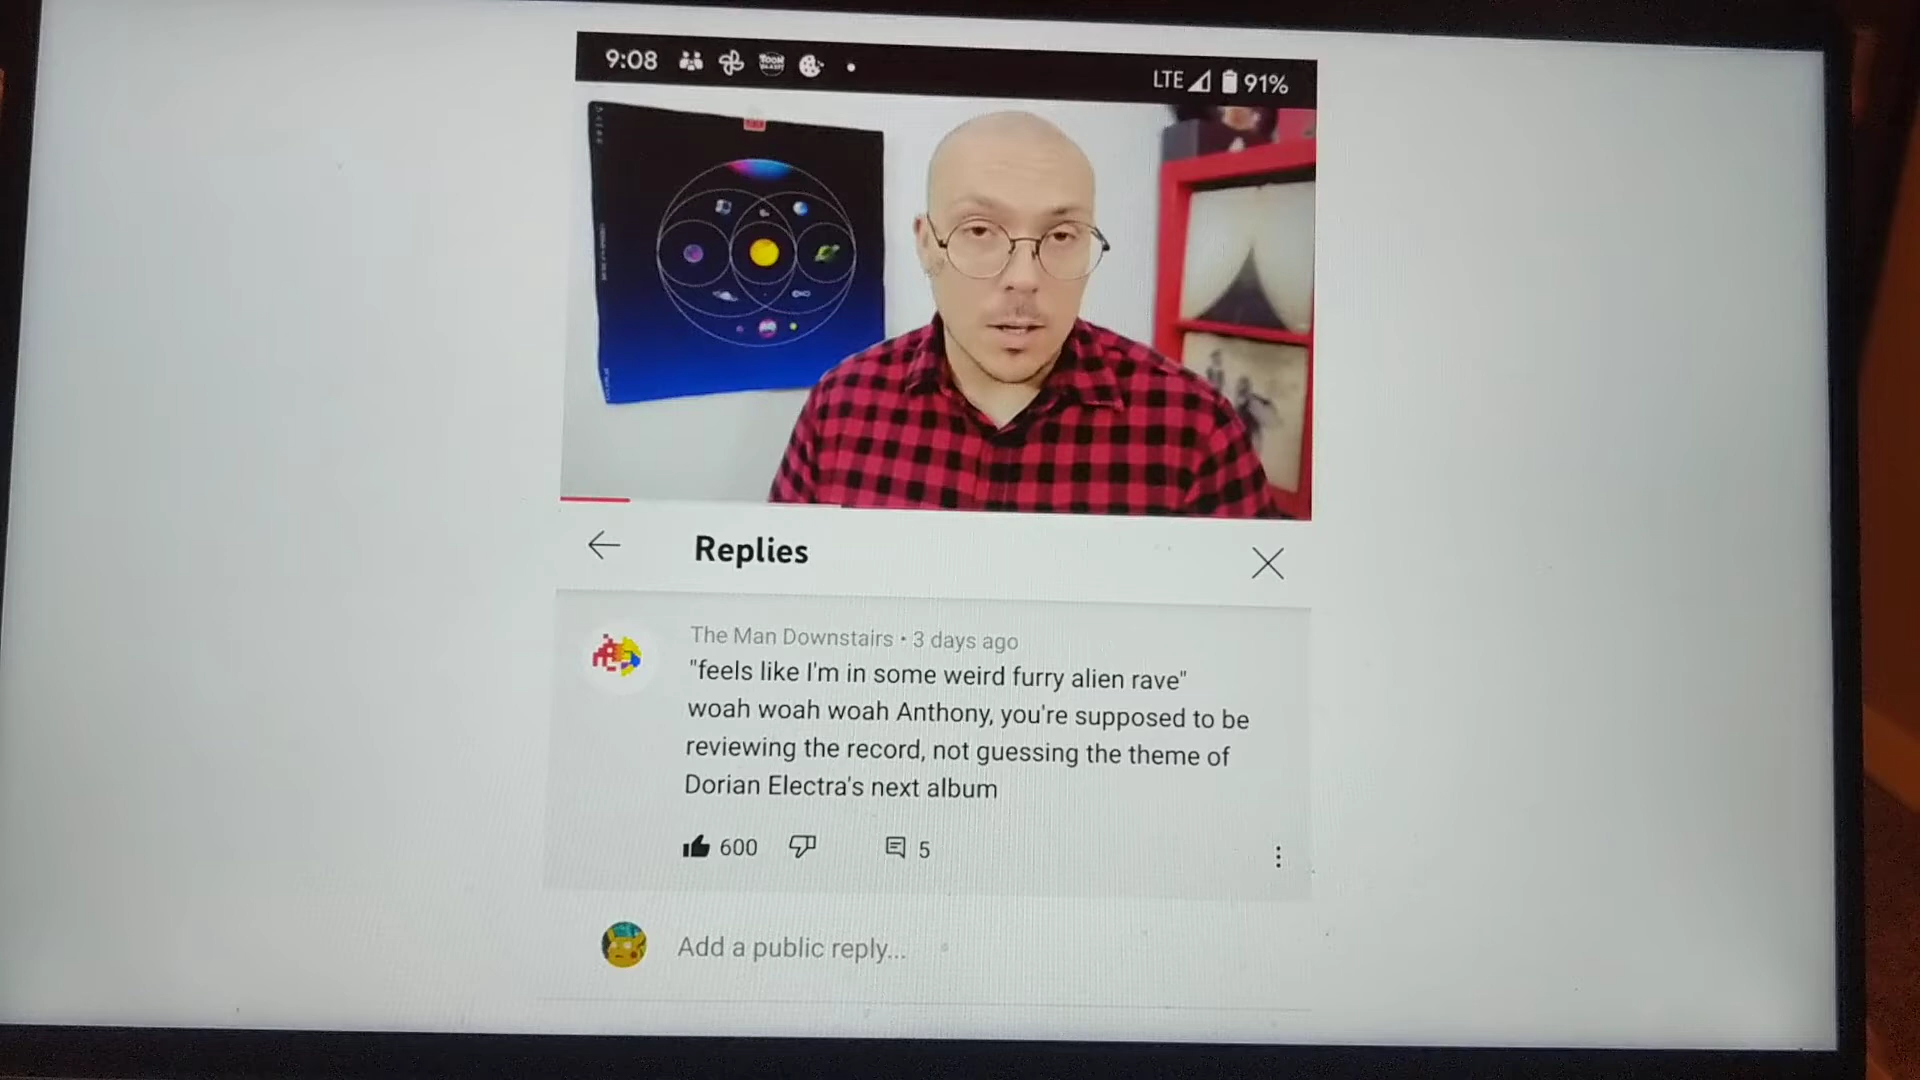 9:08
LTE 91%
Replies
The Man Downstairs • 3 days ago
"feels like I'm in some weird furry alien rave"
woah woah woah Anthony, you're supposed to be
reviewing the record, not guessing the theme of
Dorian Electra's next album
600
5
Add a public reply...